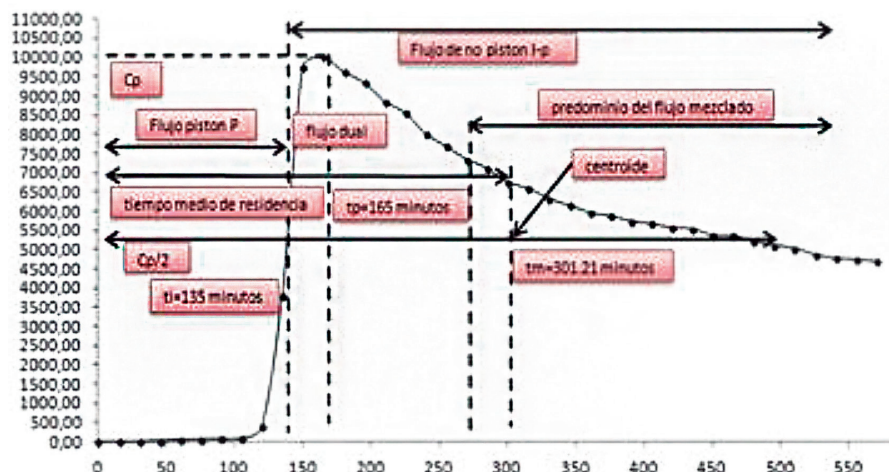 11000,00
10500,00
10000,00
9500,00
9000,00
8500,00
8000,00
7500,00
7000,00
6500,00
6000,00
5500,00
5000,00
4500,00
4000,00
3500,00
3000,00
2500,00
2000,00
1500,00
1000,00
500,00
0,00
Flujo de no piston I-p
Cp
predominio del flujo mezclado
Flujo piston P
flujo dual
centroide
tiempo medio de residencia
tp=165 minutos
Cp/2
tm=301.21 minutos
ti=135 minutos
0 50 100 150 200 250 300 350 400 450 500 550